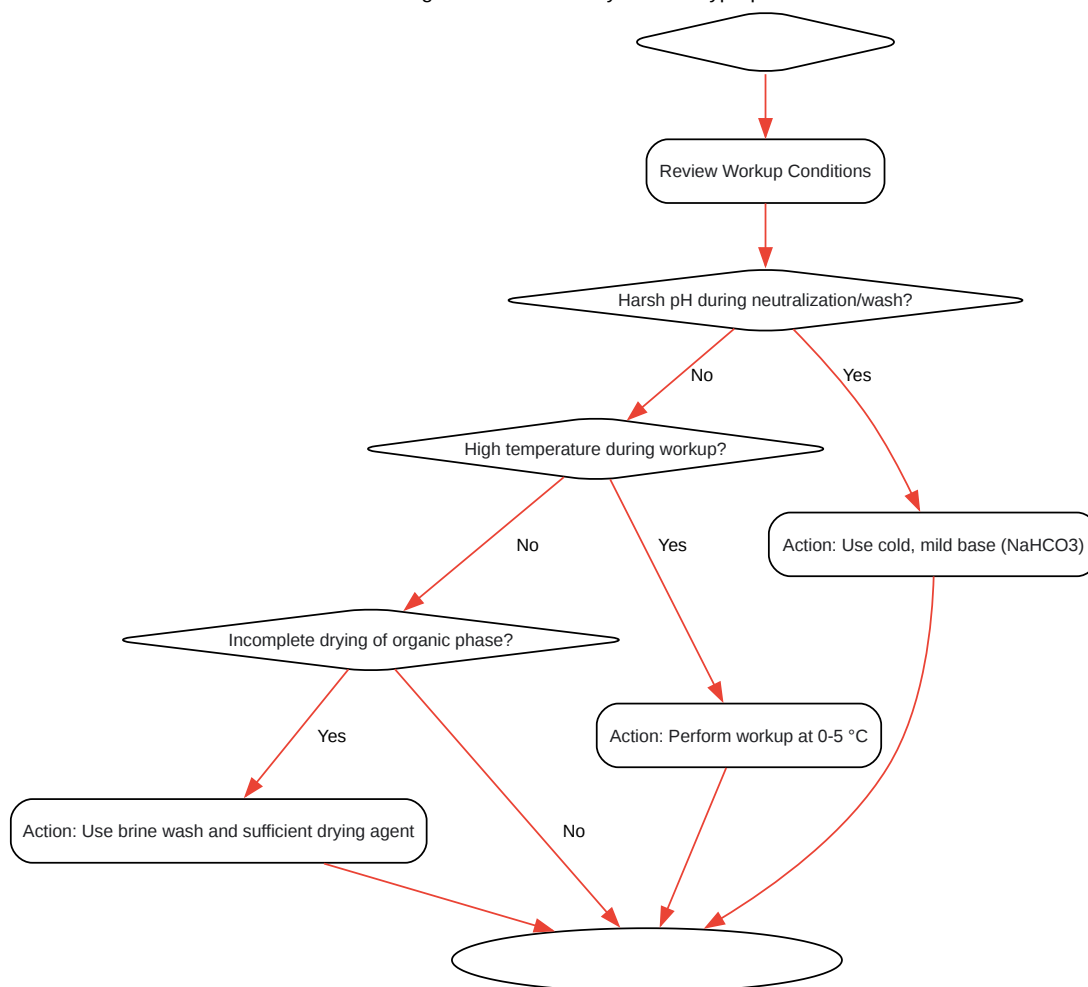 Review Workup Conditions
Harsh pH during neutralization/wash?
No
Yes
High temperature during workup?
No
Yes
Action: Use cold, mild base (NaHCO3)
Incomplete drying of organic phase?
Yes
No
Action: Perform workup at 0-5 °C
Action: Use brine wash and sufficient drying agent